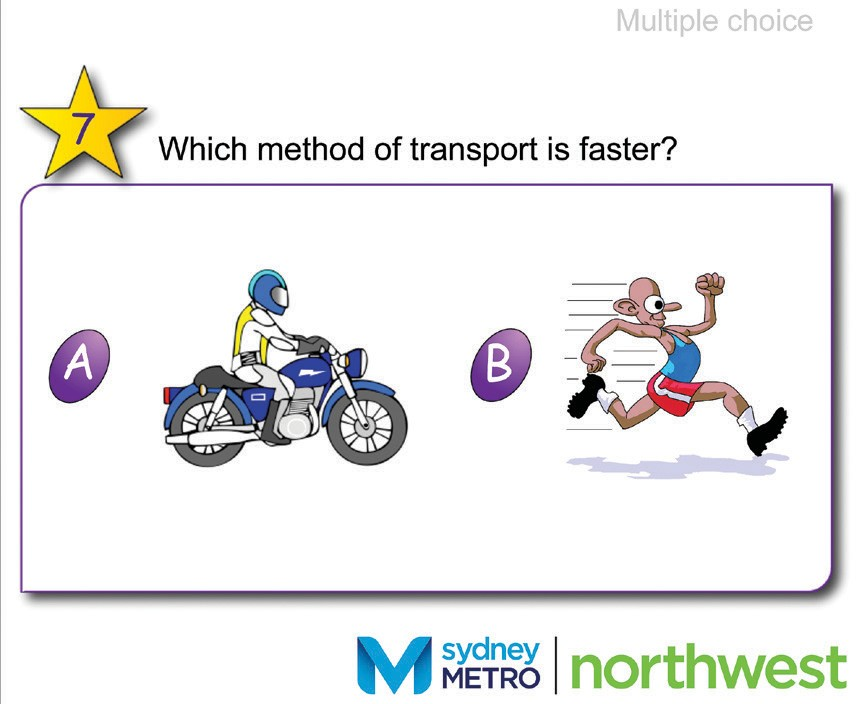 Multiple choice
7
Which method of transport is faster?
A
B
sydney
METRO
northwest